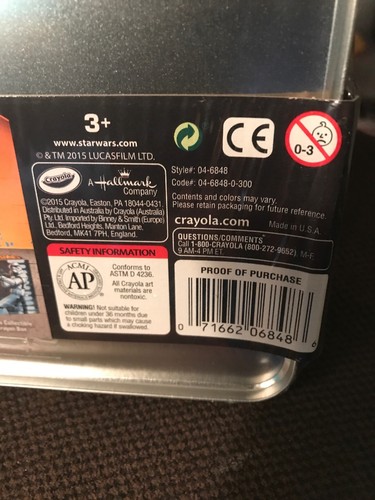 3+
www.starwars.com
© & TM 2015 LUCASFILM LTD.
0-3
CE
Crayola
A Hallmark
Company
Style#: 04-6848
Code#: 04-6848-0-300
Contents and colors may vary.
Please retain packaging for future reference.
©2015 Crayola, Easton, PA 18044-0431.
Distributed in Australia by Crayola (Australia)
Pty Ltd. Imported by Binney & Smith (Europe)
Ltd., Bedford Heights, Manton Lane,
Bedford, MK41 7PH, England.
crayola.com
Made in U.S.A
QUESTIONS/COMMENTS
Call 1-800-CRAYOLA (800-272-9652) M-F
9 AM-4 PM ET
SAFETY INFORMATION
ACMI
AP
Conforms to
ASTM D 4236.
All Crayola art
materials are
nontoxic.
WARNING: Not suitable for
children under 36 months due
to small parts which may cause
a choking hazard if swallowed.
PROOF OF PURCHASE
0 71662 06848 6